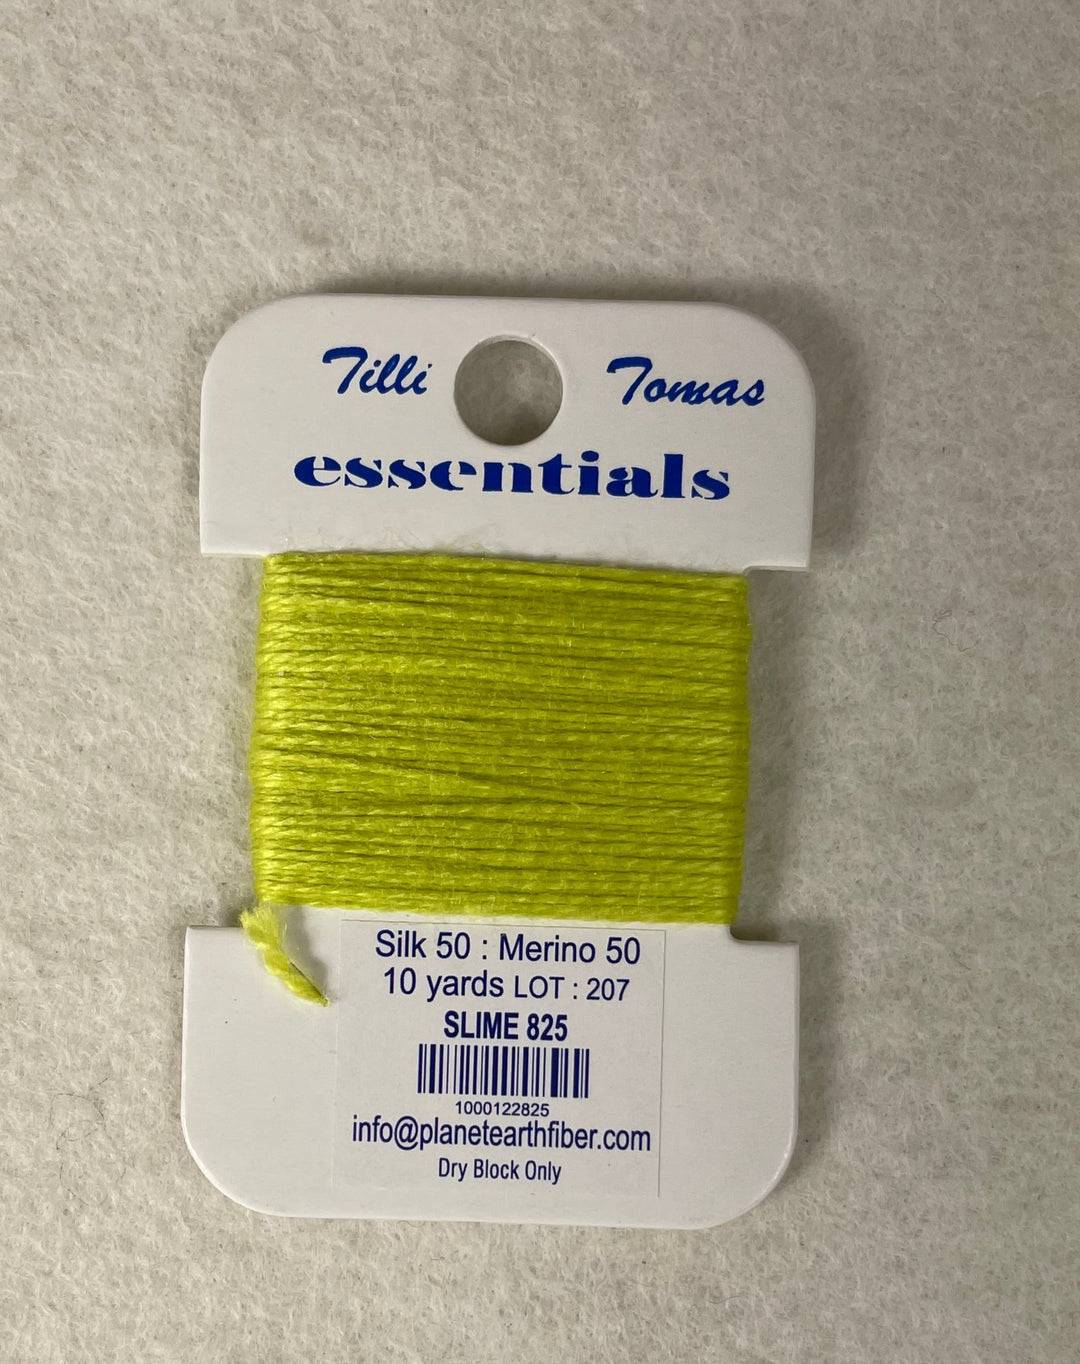 Tilli Tomas
essentials
Silk 50 : Merino 50
10 yards LOT : 207
SLIME 825
1000122825
info@planetearthfiber.com
Dry Block Only